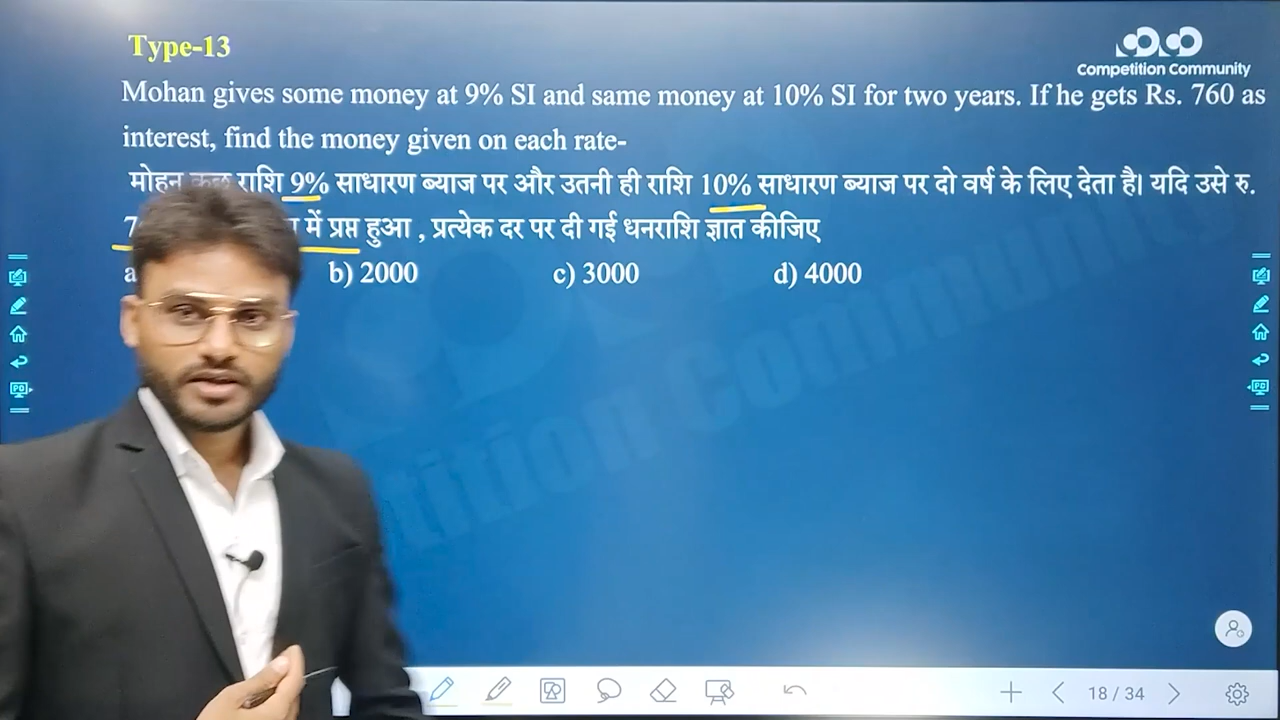 Type-13
Competition Community
Mohan gives some money at 9% SI and same money at 10% SI for two years. If he gets Rs. 760 as
interest, find the money given on each rate-
मोहन कुछ राशि 9% साधारण ब्याज पर और उतनी ही राशि 10% साधारण ब्याज पर दो वर्ष के लिए देता है। यदि उसे रु.
7 में प्रप्त हुआ , प्रत्येक दर पर दी गई धनराशि ज्ञात कीजिए
a b) 2000 c) 3000 d) 4000
Competition Community
18 / 34